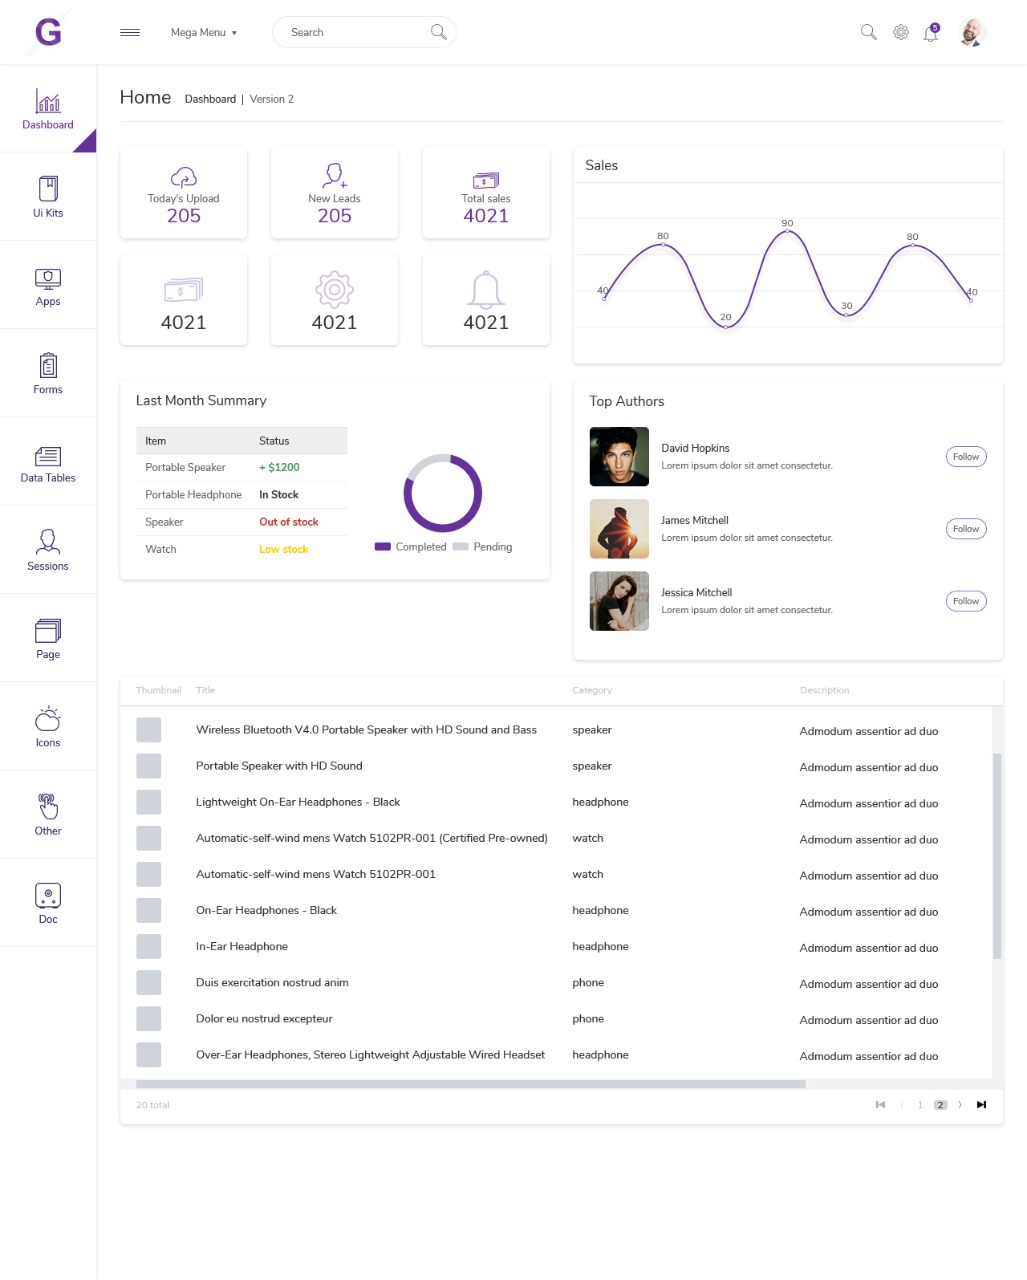 G
Mega Menu ▾
Search
5
Home
Dashboard | Version 2
Dashboard
Ui Kits
Apps
Forms
Data Tables
Sessions
Page
Icons
Other
Doc
Today's Upload
205
New Leads
205
Total sales
4021
4021
4021
4021
Sales
40
80
20
90
30
80
40
Last Month Summary
Item Status
Portable Speaker + $1200
Portable Headphone In Stock
Speaker Out of stock
Watch Low stock
Completed Pending
Top Authors
David Hopkins
Lorem ipsum dolor sit amet consectetur.
Follow
James Mitchell
Lorem ipsum dolor sit amet consectetur.
Follow
Jessica Mitchell
Lorem ipsum dolor sit amet consectetur.
Follow
Thumbnail Title Category Description
Wireless Bluetooth V4.0 Portable Speaker with HD Sound and Bass speaker Admodum assentior ad duo
Portable Speaker with HD Sound speaker Admodum assentior ad duo
Lightweight On-Ear Headphones - Black headphone Admodum assentior ad duo
Automatic-self-wind mens Watch 5102PR-001 (Certified Pre-owned) watch Admodum assentior ad duo
Automatic-self-wind mens Watch 5102PR-001 watch Admodum assentior ad duo
On-Ear Headphones - Black headphone Admodum assentior ad duo
In-Ear Headphone headphone Admodum assentior ad duo
Duis exercitation nostrud anim phone Admodum assentior ad duo
Dolor eu nostrud excepteur phone Admodum assentior ad duo
Over-Ear Headphones, Stereo Lightweight Adjustable Wired Headset headphone Admodum assentior ad duo
20 total 1 2